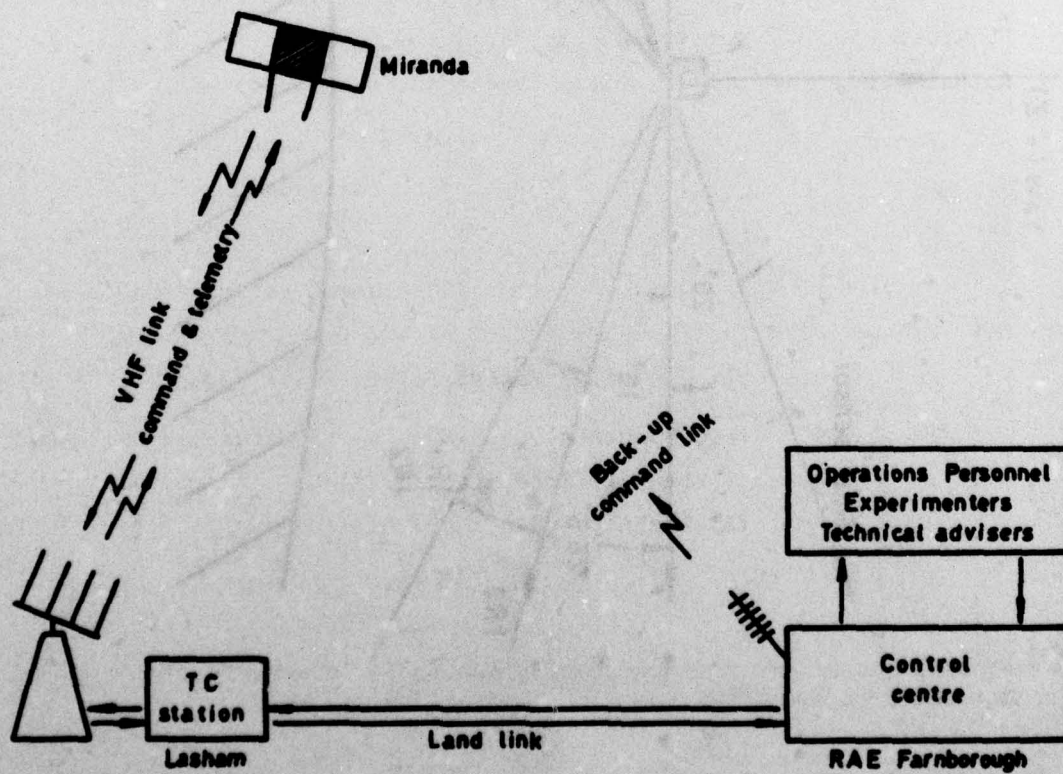 Miranda
VHF link
command & telemetry
Back-up
command link
Operations Personnel
Experimenters
Technical advisers
Control
centre
RAE Farnborough
TC
station
Lasham
Land link